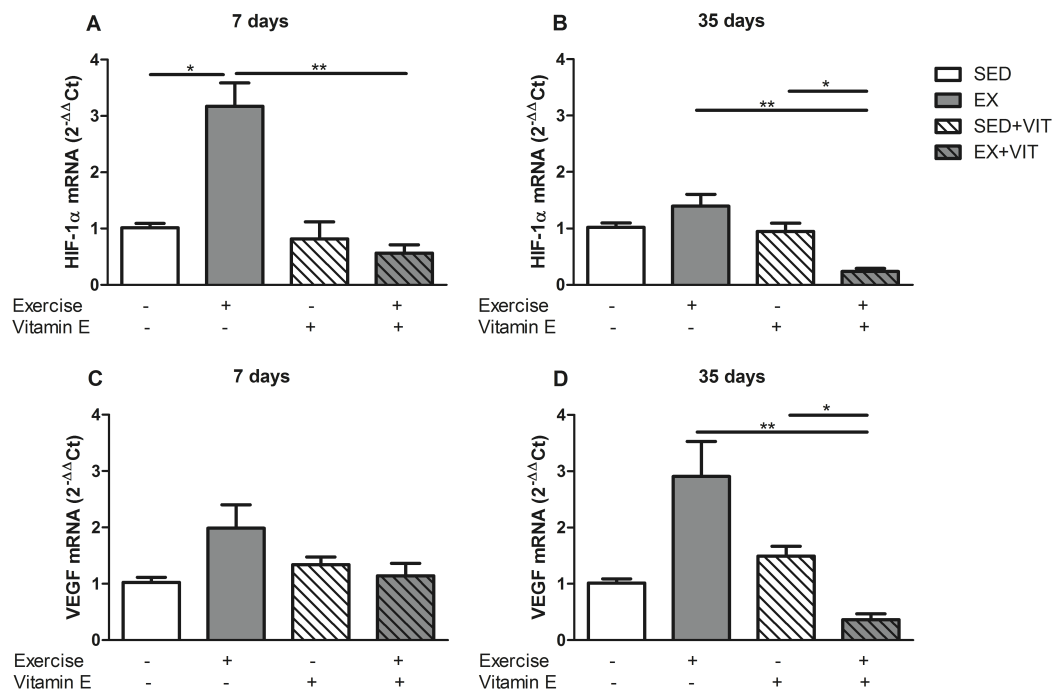 A 7 days
HIF-1α mRNA (2-ΔΔCt)
4
3
2
1
0
*
**
Exercise - + - +
Vitamin E - - + +
B 35 days
HIF-1α mRNA (2-ΔΔCt)
4
3
2
1
0
*
**
Exercise - + - +
Vitamin E - - + +
SED
EX
SED+VIT
EX+VIT
C 7 days
VEGF mRNA (2-ΔΔCt)
4
3
2
1
0
Exercise - + - +
Vitamin E - - + +
D 35 days
VEGF mRNA (2-ΔΔCt)
4
3
2
1
0
*
**
Exercise - + - +
Vitamin E - - + +